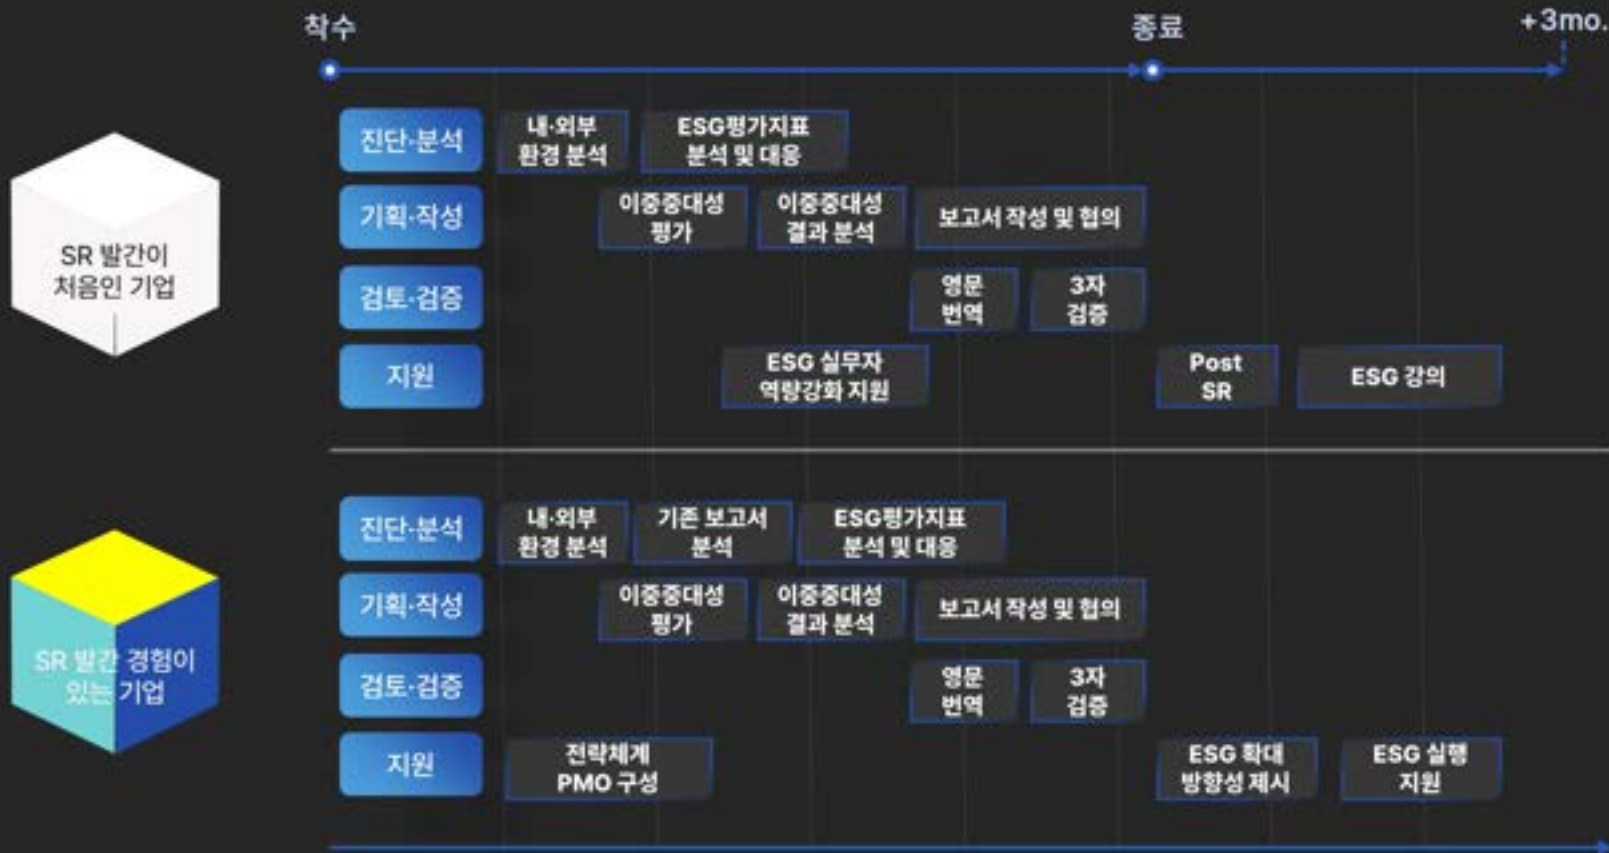 착수
종료
+3mo.
SR 발간이
처음인 기업
진단·분석
내·외부
환경 분석
ESG평가지표
분석 및 대응
기획·작성
이중중대성
평가
이중중대성
결과 분석
보고서 작성 및 협의
검토·검증
영문
번역
3자
검증
지원
ESG 실무자
역량강화 지원
Post
SR
ESG 강의
SR 발간 경험이
있는 기업
진단·분석
내·외부
환경 분석
기존 보고서
분석
ESG평가지표
분석 및 대응
기획·작성
이중중대성
평가
이중중대성
결과 분석
보고서 작성 및 협의
검토·검증
영문
번역
3자
검증
지원
전략체계
PMO 구성
ESG 확대
방향성 제시
ESG 실행
지원